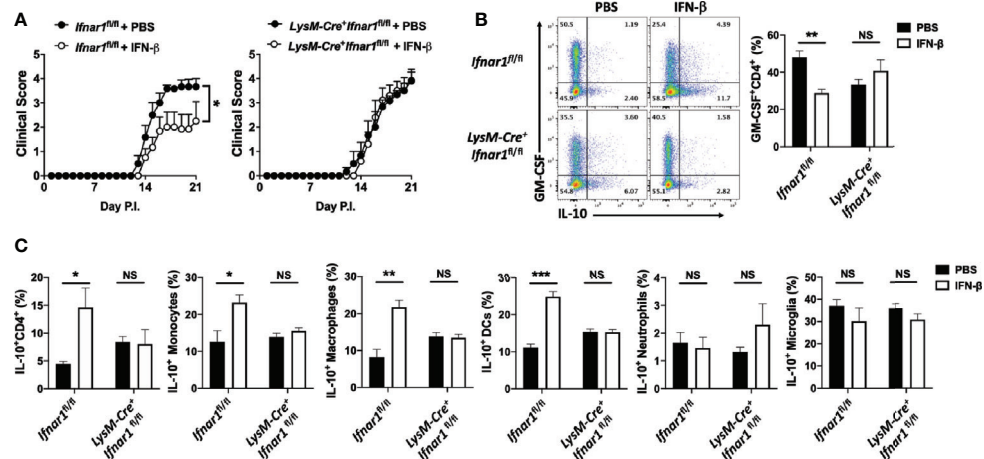 A
Ifnar1fl/fl + PBS
Ifnar1fl/fl + IFN-β
Clinical Score
5
4
3
2
1
0
0 7 14 21
Day P.I.
*
LysM-Cre+Ifnar1fl/fl + PBS
LysM-Cre+Ifnar1fl/fl + IFN-β
Clinical Score
5
4
3
2
1
0
0 7 14 21
Day P.I.
B
PBS IFN-β
Ifnar1fl/fl
50.5 1.19
45.9 2.40
25.4 4.39
58.5 11.7
LysM-Cre+
Ifnar1fl/fl
35.5 3.60
54.8 6.07
40.5 1.58
55.1 2.82
GM-CSF
IL-10
GM-CSF+CD4+ (%)
60
50
40
30
20
10
0
** NS
Ifnar1fl/fl
LysM-Cre+
Ifnar1fl/fl
PBS
IFN-β
C
IL-10+CD4+ (%)
20
15
10
5
0
* NS
Ifnar1fl/fl
LysM-Cre+
Ifnar1fl/fl
IL-10+ Monocytes (%)
30
20
10
0
* NS
Ifnar1fl/fl
LysM-Cre+
Ifnar1fl/fl
IL-10+ Macrophages (%)
30
20
10
0
** NS
Ifnar1fl/fl
LysM-Cre+
Ifnar1fl/fl
IL-10+ DCs (%)
30
20
10
0
*** NS
Ifnar1fl/fl
LysM-Cre+
Ifnar1fl/fl
IL-10+ Neutrophils (%)
4
3
2
1
0
NS NS
Ifnar1fl/fl
LysM-Cre+
Ifnar1fl/fl
IL-10+ Microglia (%)
50
40
30
20
10
0
NS NS
Ifnar1fl/fl
LysM-Cre+
Ifnar1fl/fl
PBS
IFN-β